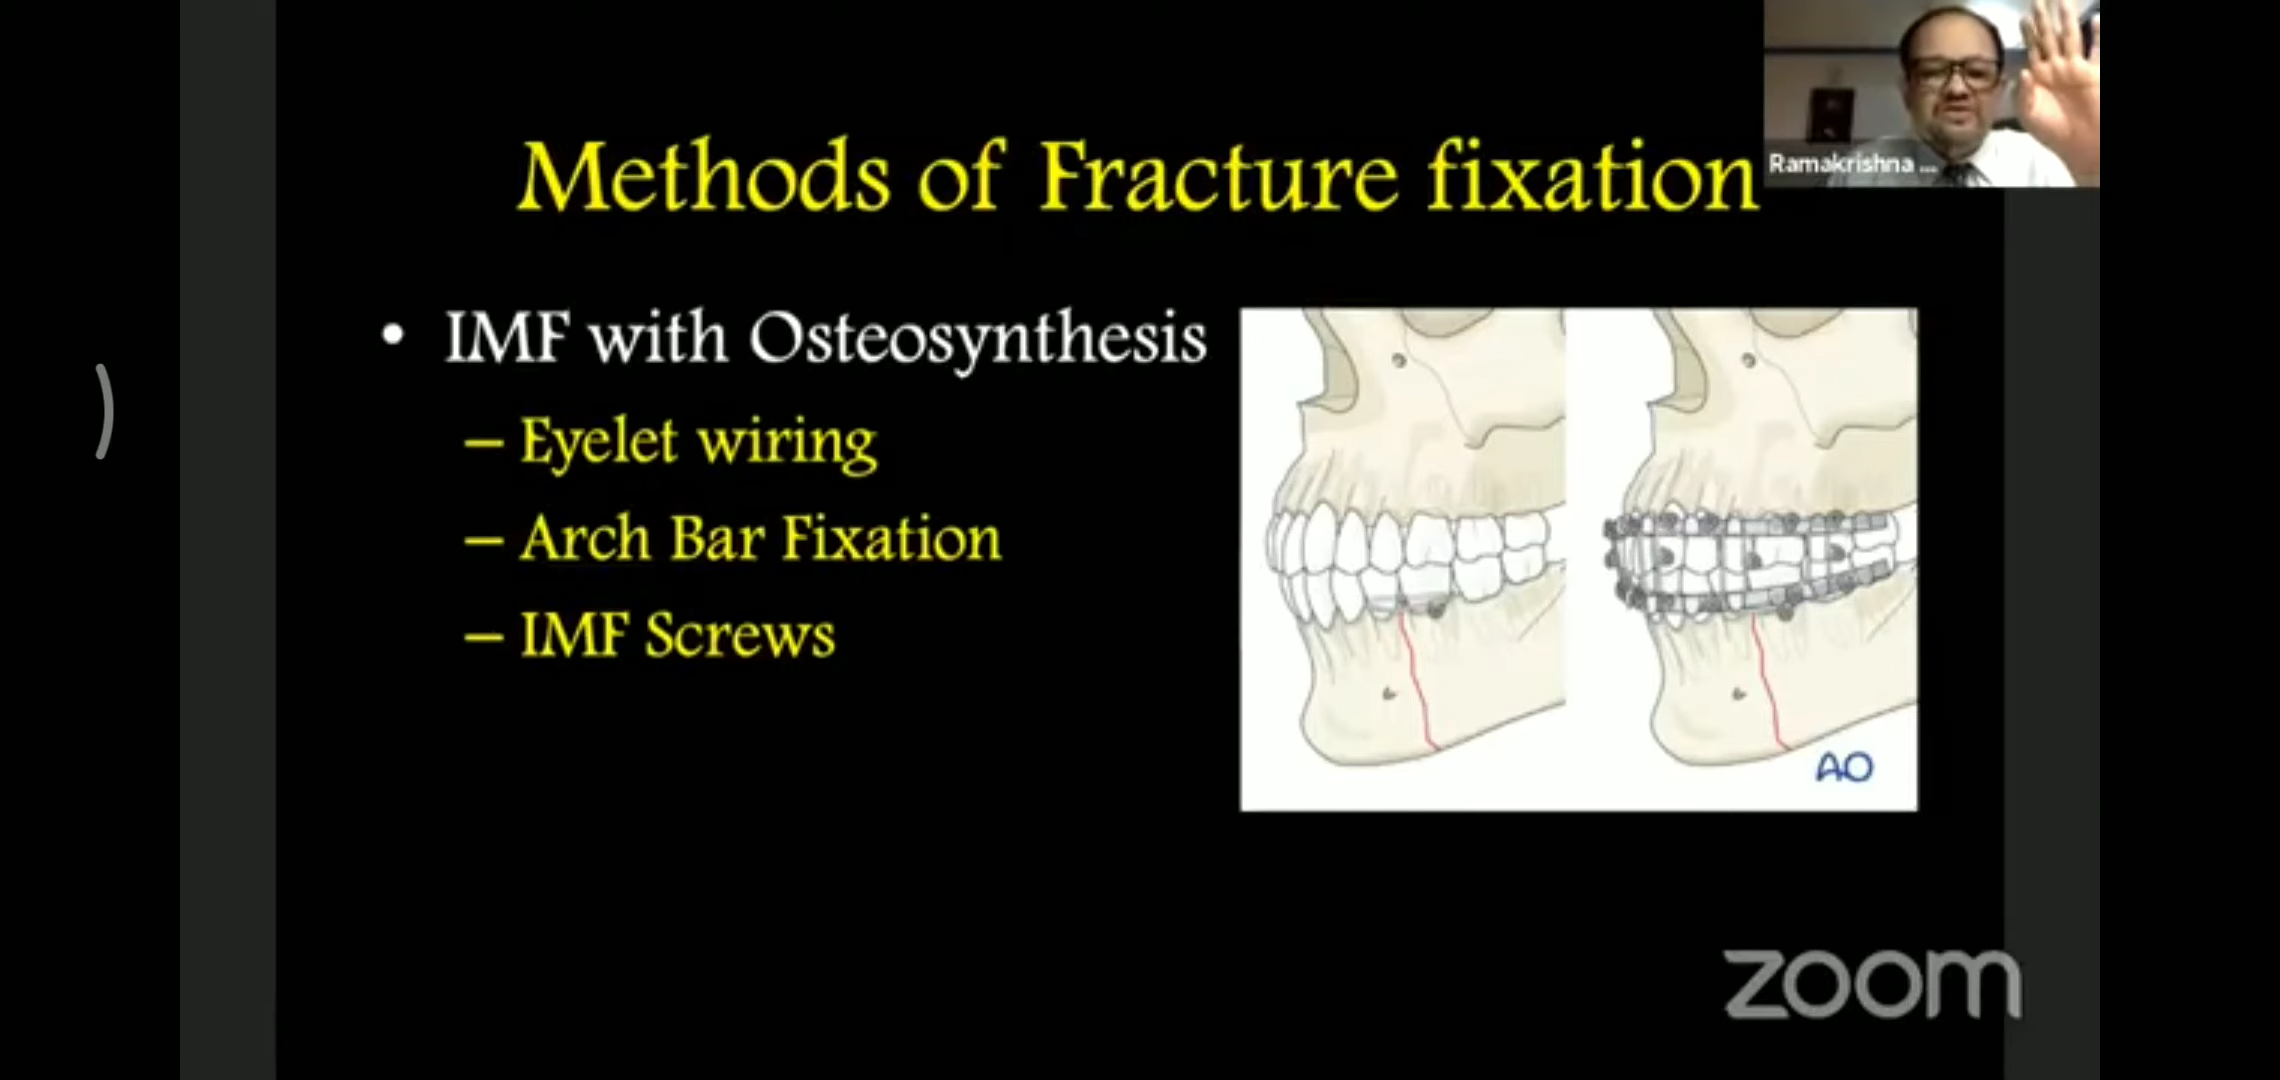 Methods of Fracture fixation
Ramakrishna ...
• IMF with Osteosynthesis
– Eyelet wiring
– Arch Bar Fixation
– IMF Screws
AO
zoom